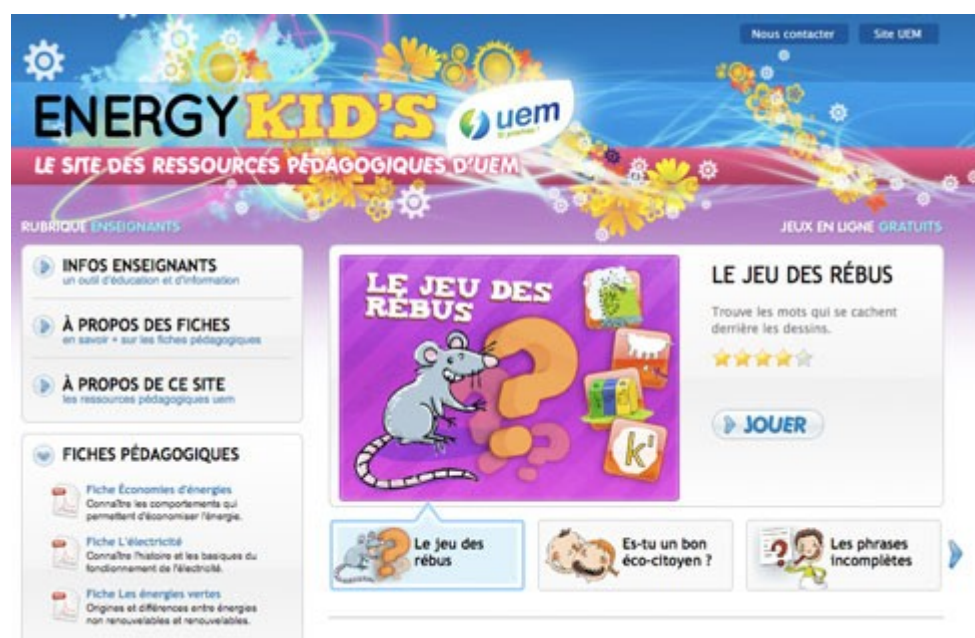 Nous contacter
Site UEM
ENERGY KID'S
uem
LE SITE DES RESSOURCES PÉDAGOGIQUES D'UEM
RUBRIQUE ENSEIGNANTS
JEUX EN LIGNE GRATUITS
INFOS ENSEIGNANTS
un outil d'éducation et d'information
À PROPOS DES FICHES
en savoir + sur les fiches pédagogiques
À PROPOS DE CE SITE
les ressources pédagogiques uem
FICHES PÉDAGOGIQUES
Fiche Économies d'énergies
Connaître les comportements qui
permettent d'économiser l'énergie.
Fiche L'électricité
Connaître l'histoire et les basiques du
fonctionnement de l'électricité.
Fiche Les énergies vertes
Origines et différences entre énergies
non renouvelables et renouvelables.
LE JEU DES
RÉBUS
k'
LE JEU DES RÉBUS
Trouve les mots qui se cachent
derrière les dessins.
JOUER
Le jeu des
rébus
Es-tu un bon
éco-citoyen ?
Les phrases
incomplètes